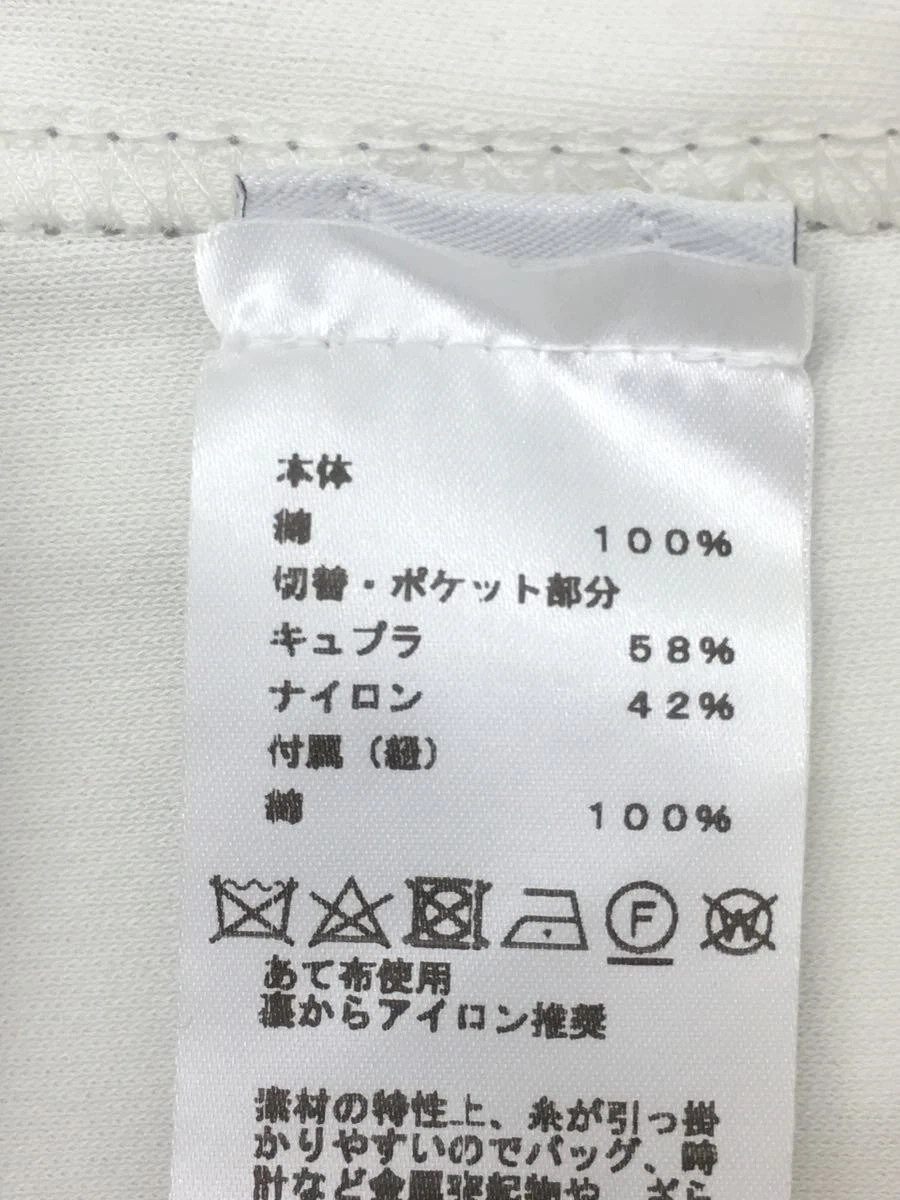 本体
綿 100%
切替・ポケット部分
キュプラ 58%
ナイロン 42%
付属（紐）
綿 100%
F
W
あて布使用
裏からアイロン推奨
素材の特性上、糸が引っ掛
かりやすいのでバッグ、時
計など金属装飾物や、ざら